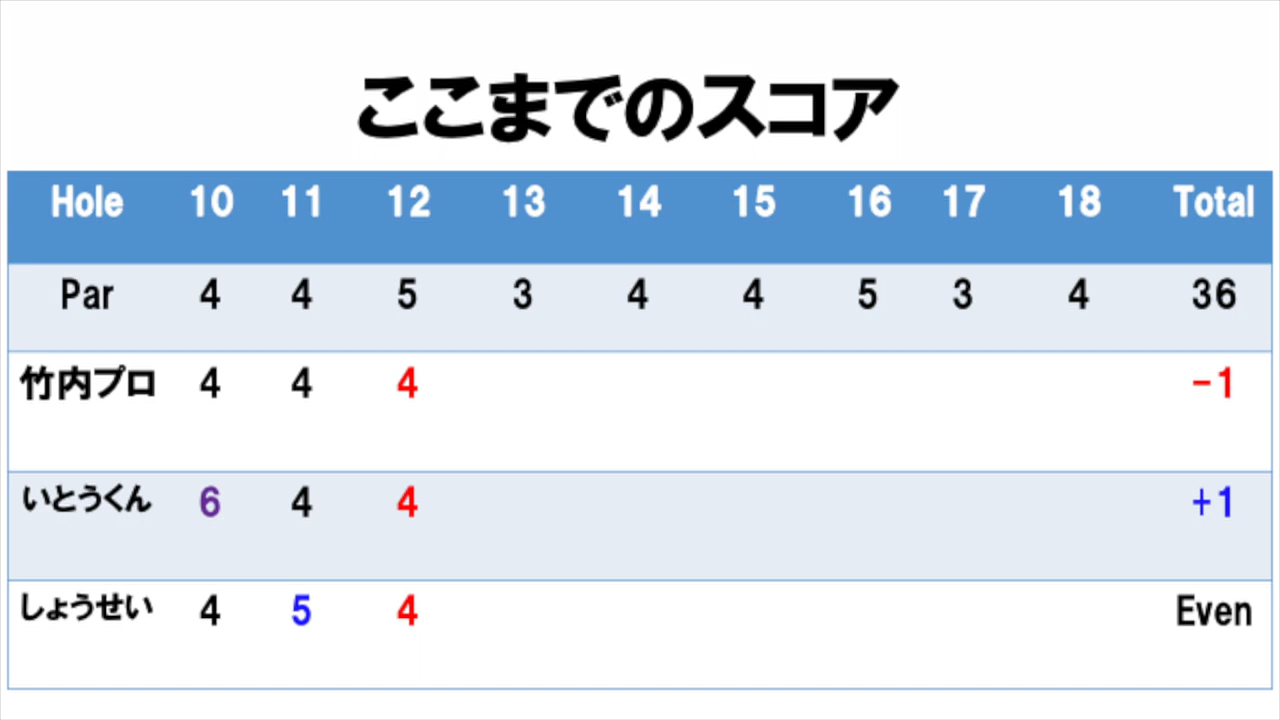 ここまでのスコア
Hole 10 11 12 13 14 15 16 17 18 Total
Par 4 4 5 3 4 4 5 3 4 36
竹内プロ 4 4 4 -1
いとうくん 6 4 4 +1
しょうせい 4 5 4 Even